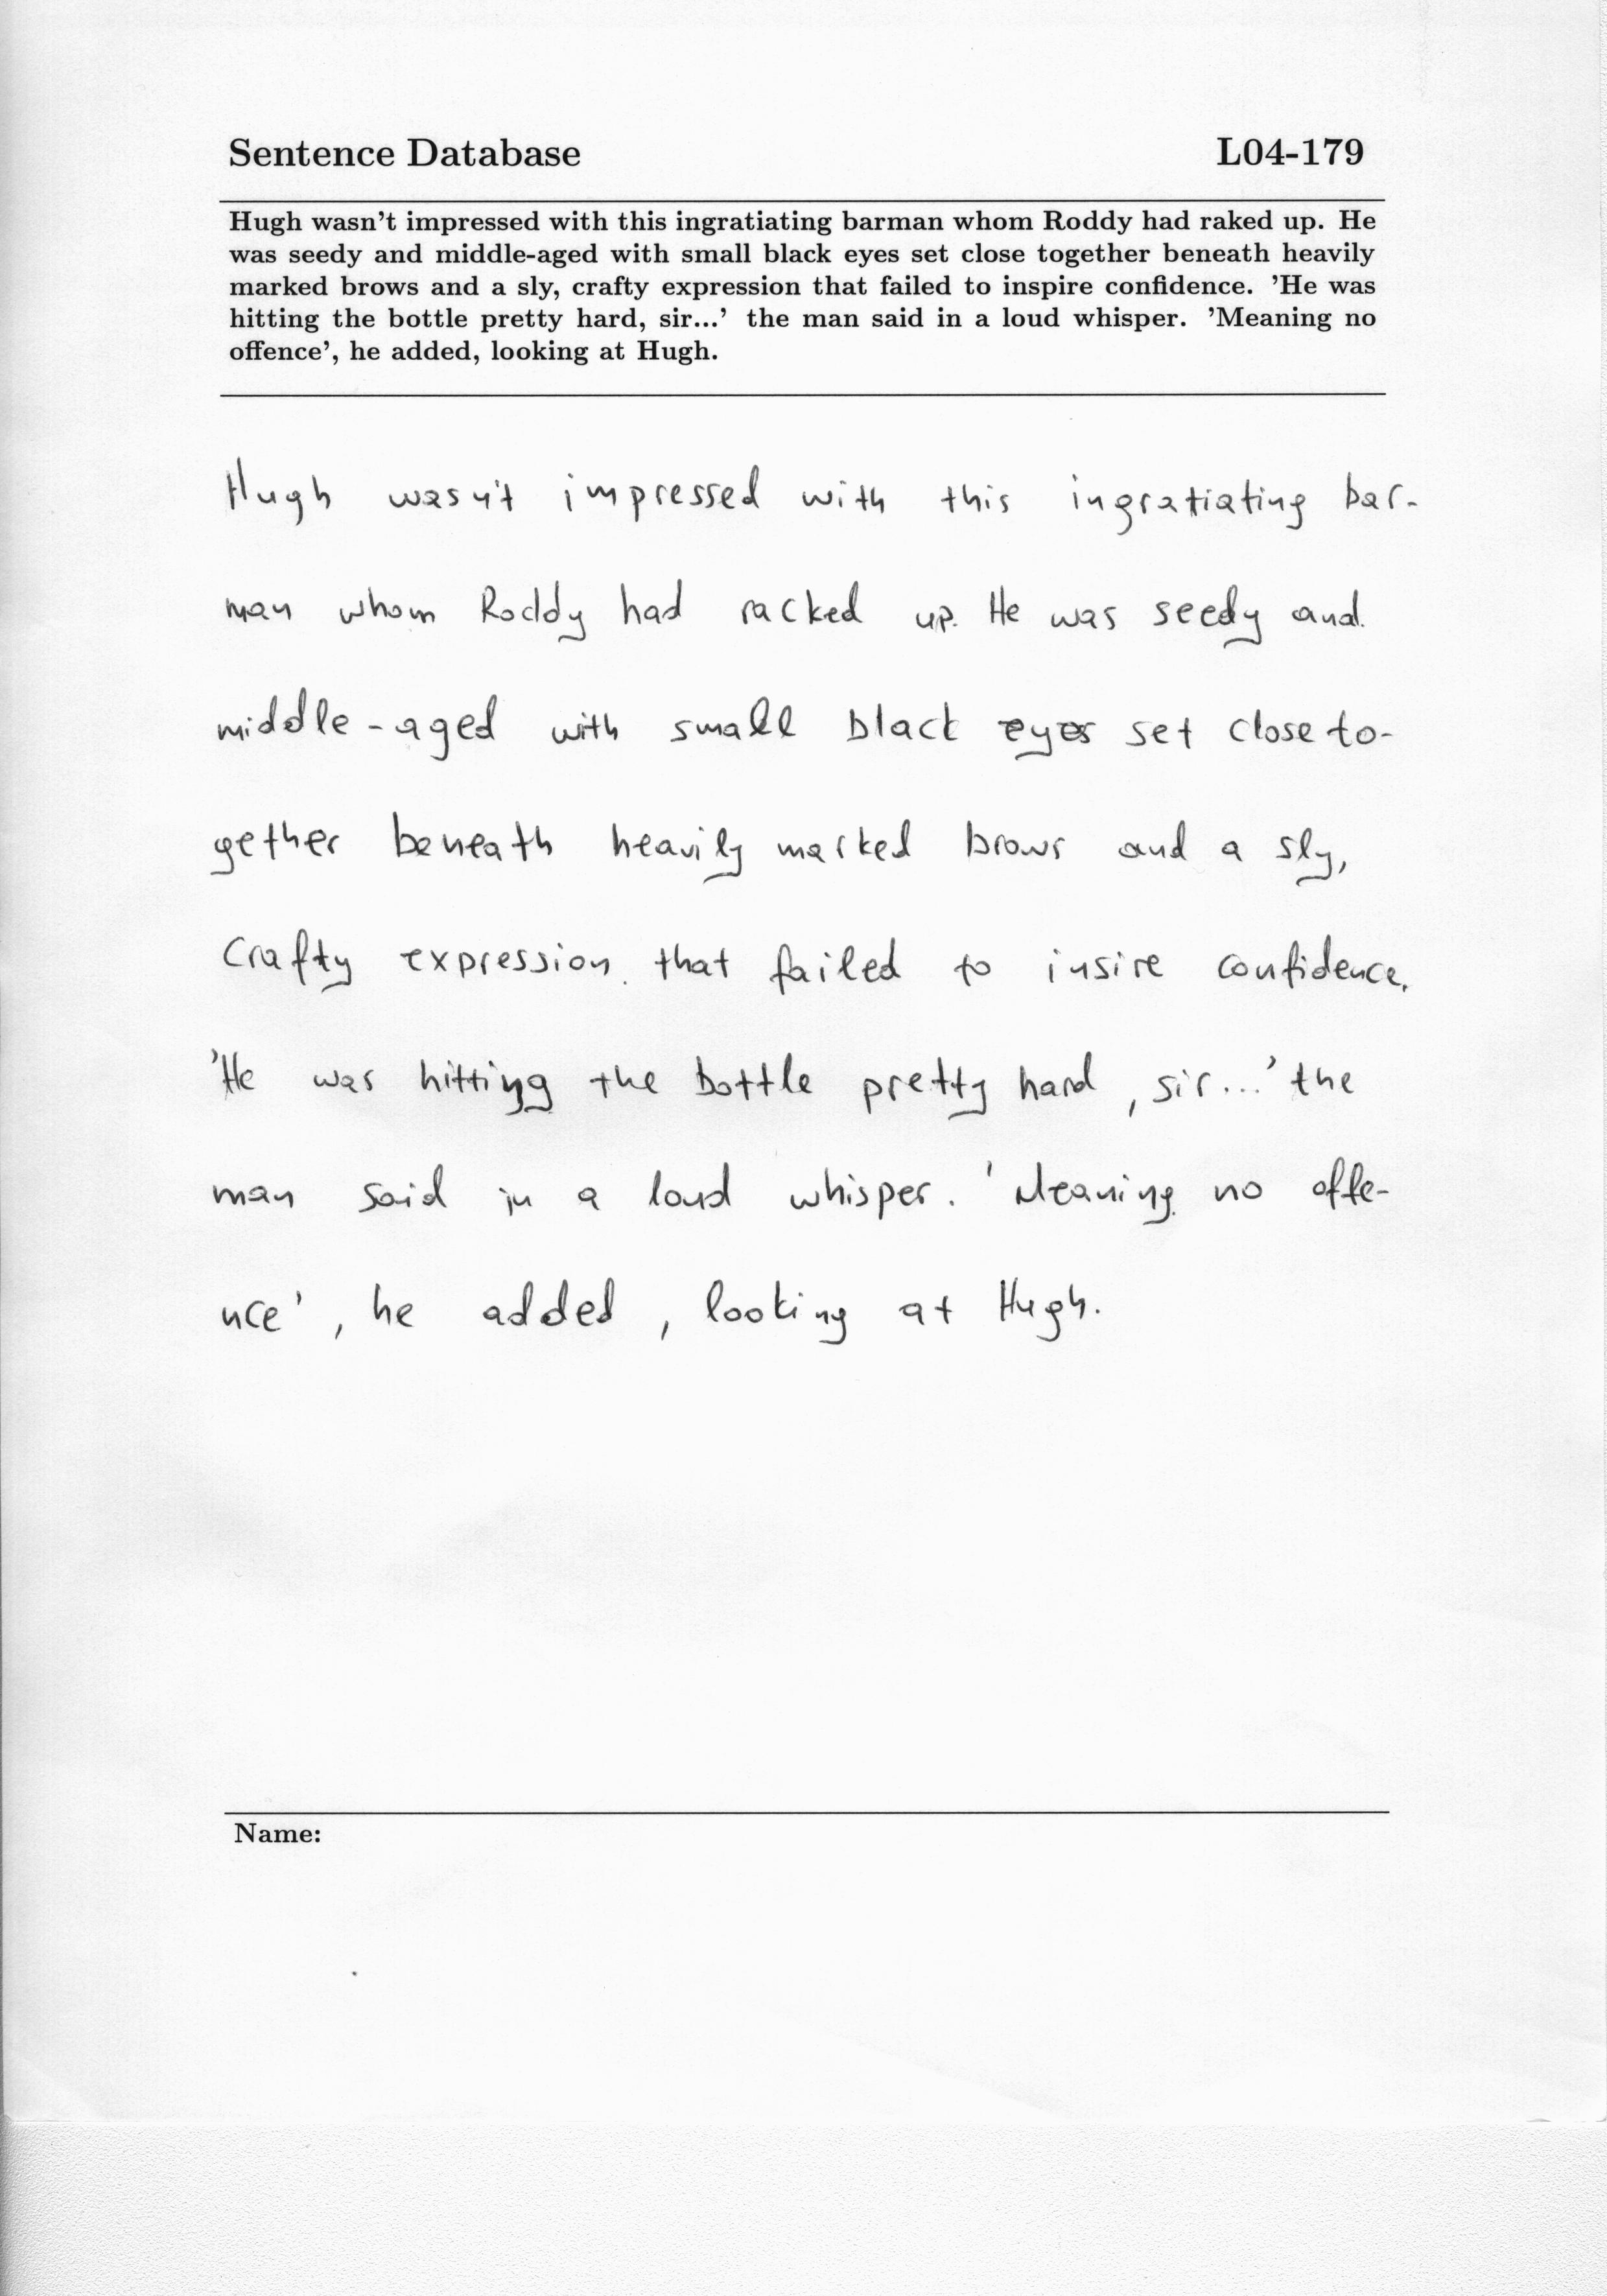 Sentence Database L04-179
Hugh wasn't impressed with this ingratiating barman whom Roddy had raked up. He
was seedy and middle-aged with small black eyes set close together beneath heavily
marked brows and a sly, crafty expression that failed to inspire confidence. 'He was
hitting the bottle pretty hard, sir...' the man said in a loud whisper. 'Meaning no
offence', he added, looking at Hugh.
Hugh wasn't impressed with this ingratiating bar-
man whom Roddy had racked up. He was seedy and
middle-aged with small black eyes set close to-
gether beneath heavily marked brows and a sly,
crafty expression that failed to insire confidence.
'He was hitting the bottle pretty hard, sir...' the
man said in a loud whisper. 'Meaning no offe-
nce', he added, looking at Hugh.
Name: